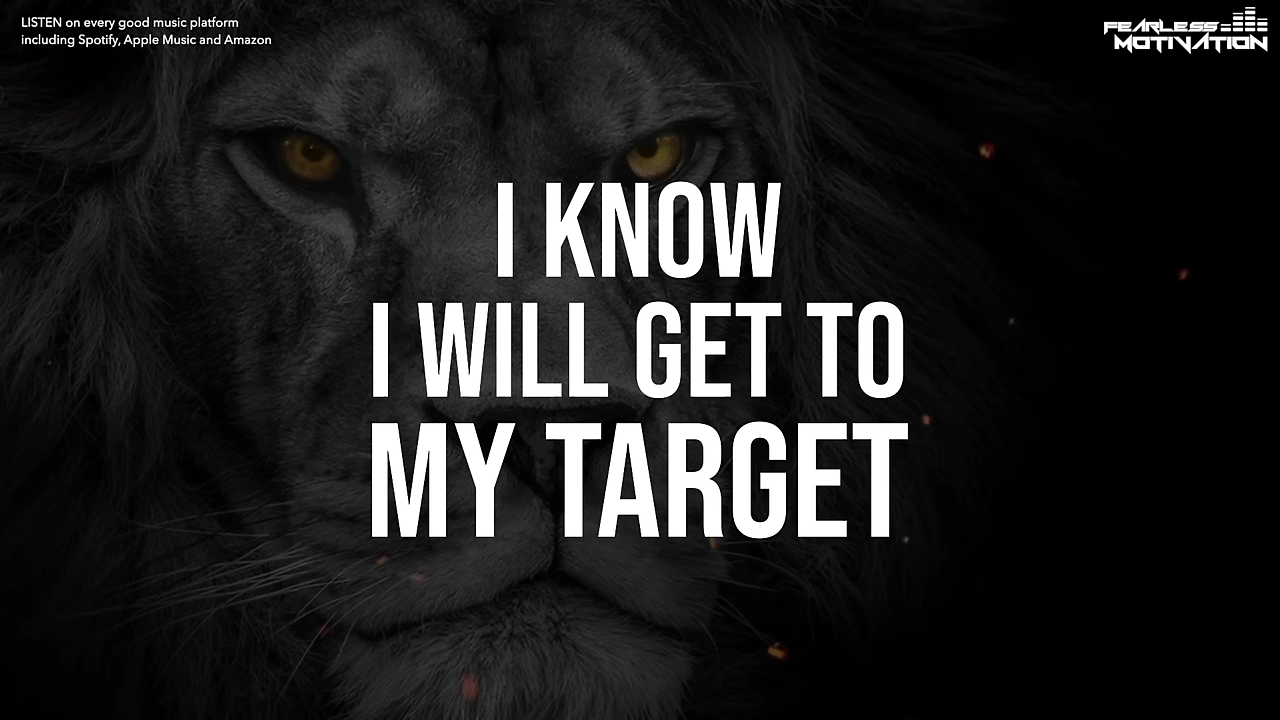 LISTEN on every good music platform
including Spotify, Apple Music and Amazon
FEARLESS
MOTIVATION
I KNOW
I WILL GET TO
MY TARGET